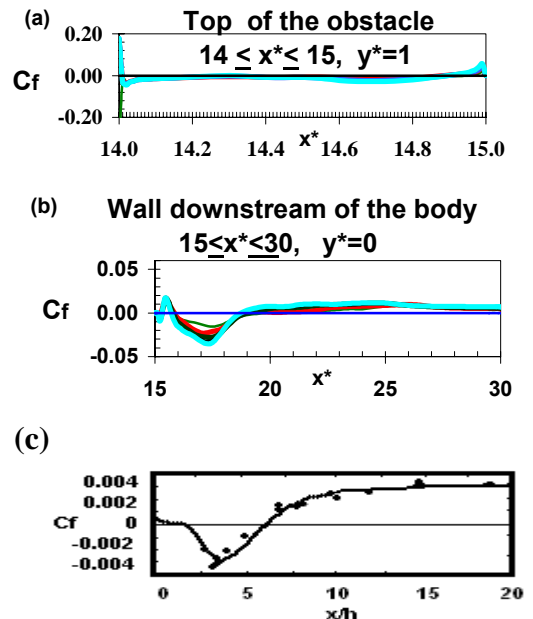 (a) Top of the obstacle
14 ≤ x*≤ 15, y*=1
0.20
0.00
-0.20
Cf
14.0 14.2 14.4 14.6 14.8 15.0
x*
(b) Wall downstream of the body
15≤x*≤30, y*=0
0.05
0.00
-0.05
Cf
15 20 25 30
x*
(c)
0.004
0.002
0
-0.002
-0.004
Cf
0 5 10 15 20
x/h